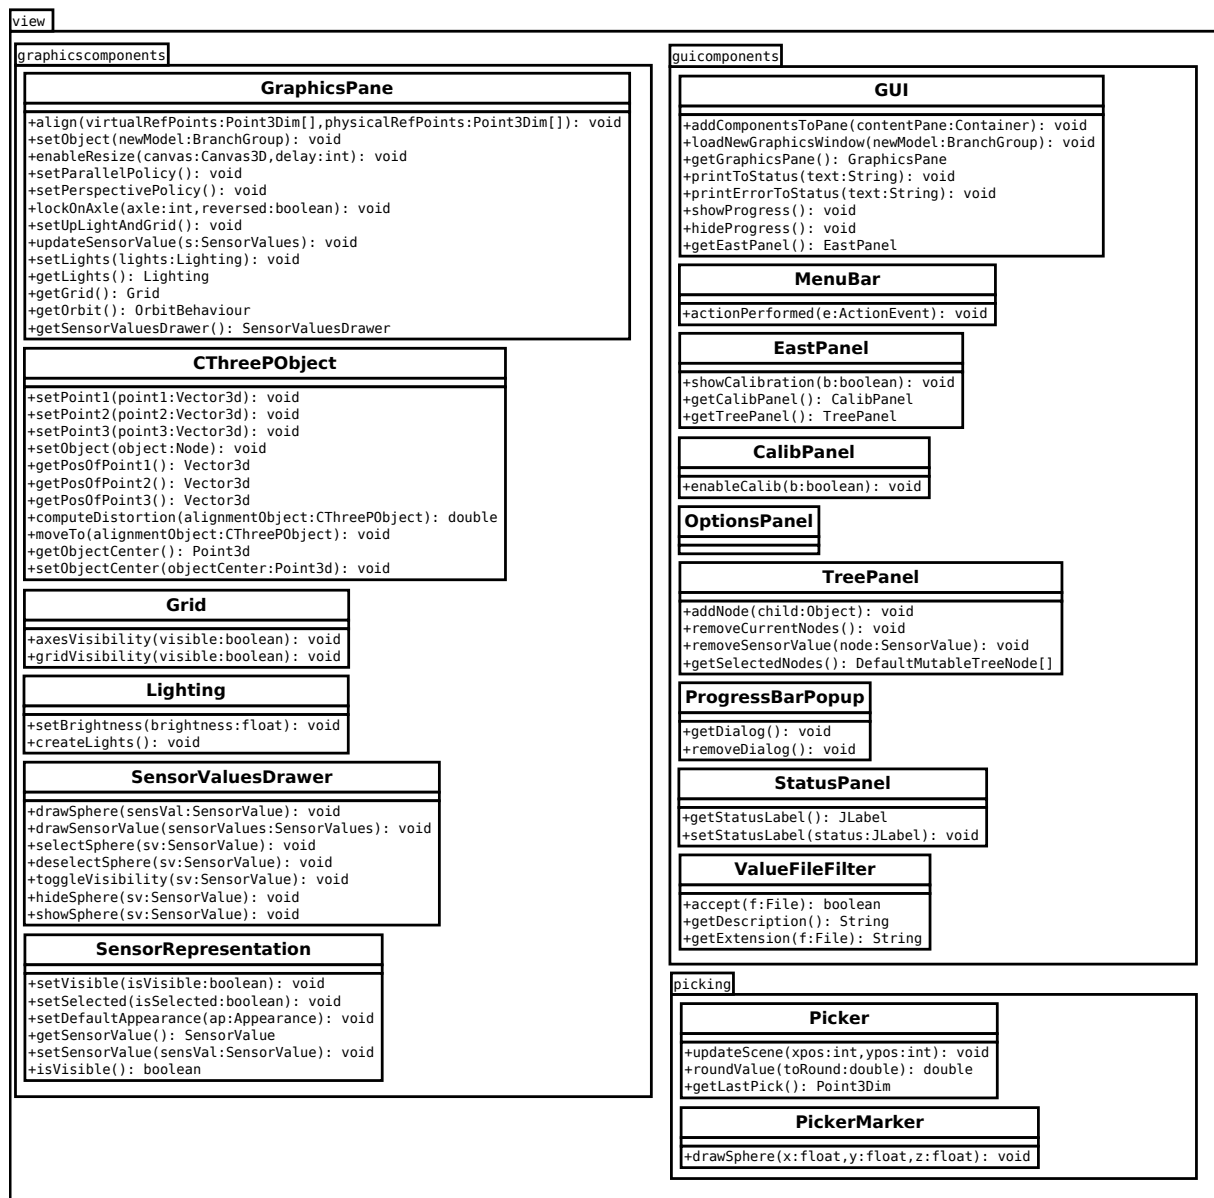 view
graphicscomponents
GraphicsPane
+align(virtualRefPoints:Point3Dim[],physicalRefPoints:Point3Dim[]): void
+setObject(newModel:BranchGroup): void
+enableResize(canvas:Canvas3D,delay:int): void
+setParallelPolicy(): void
+setPerspectivePolicy(): void
+lockOnAxle(axle:int,reversed:boolean): void
+setUpLightAndGrid(): void
+updateSensorValue(s:SensorValues): void
+setLights(lights:Lighting): void
+getLights(): Lighting
+getGrid(): Grid
+getOrbit(): OrbitBehaviour
+getSensorValuesDrawer(): SensorValuesDrawer
CThreePObject
+setPoint1(point1:Vector3d): void
+setPoint2(point2:Vector3d): void
+setPoint3(point3:Vector3d): void
+setObject(object:Node): void
+getPosOfPoint1(): Vector3d
+getPosOfPoint2(): Vector3d
+getPosOfPoint3(): Vector3d
+computeDistortion(alignmentObject:CThreePObject): double
+moveTo(alignmentObject:CThreePObject): void
+getObjectCenter(): Point3d
+setObjectCenter(objectCenter:Point3d): void
Grid
+axesVisibility(visible:boolean): void
+gridVisibility(visible:boolean): void
Lighting
+setBrightness(brightness:float): void
+createLights(): void
SensorValuesDrawer
+drawSphere(sensVal:SensorValue): void
+drawSensorValue(sensorValues:SensorValues): void
+selectSphere(sv:SensorValue): void
+deselectSphere(sv:SensorValue): void
+toggleVisibility(sv:SensorValue): void
+hideSphere(sv:SensorValue): void
+showSphere(sv:SensorValue): void
SensorRepresentation
+setVisible(isVisible:boolean): void
+setSelected(isSelected:boolean): void
+setDefaultAppearance(ap:Appearance): void
+getSensorValue(): SensorValue
+setSensorValue(sensVal:SensorValue): void
+isVisible(): boolean
guicomponents
GUI
+addComponentsToPane(contentPane:Container): void
+loadNewGraphicsWindow(newModel:BranchGroup): void
+getGraphicsPane(): GraphicsPane
+printToStatus(text:String): void
+printErrorToStatus(text:String): void
+showProgress(): void
+hideProgress(): void
+getEastPanel(): EastPanel
MenuBar
+actionPerformed(e:ActionEvent): void
EastPanel
+showCalibration(b:boolean): void
+getCalibPanel(): CalibPanel
+getTreePanel(): TreePanel
CalibPanel
+enableCalib(b:boolean): void
OptionsPanel
TreePanel
+addNode(child:Object): void
+removeCurrentNodes(): void
+removeSensorValue(node:SensorValue): void
+getSelectedNodes(): DefaultMutableTreeNode[]
ProgressBarPopup
+getDialog(): void
+removeDialog(): void
StatusPanel
+getStatusLabel(): JLabel
+setStatusLabel(status:JLabel): void
ValueFileFilter
+accept(f:File): boolean
+getDescription(): String
+getExtension(f:File): String
picking
Picker
+updateScene(xpos:int,ypos:int): void
+roundValue(toRound:double): double
+getLastPick(): Point3Dim
PickerMarker
+drawSphere(x:float,y:float,z:float): void